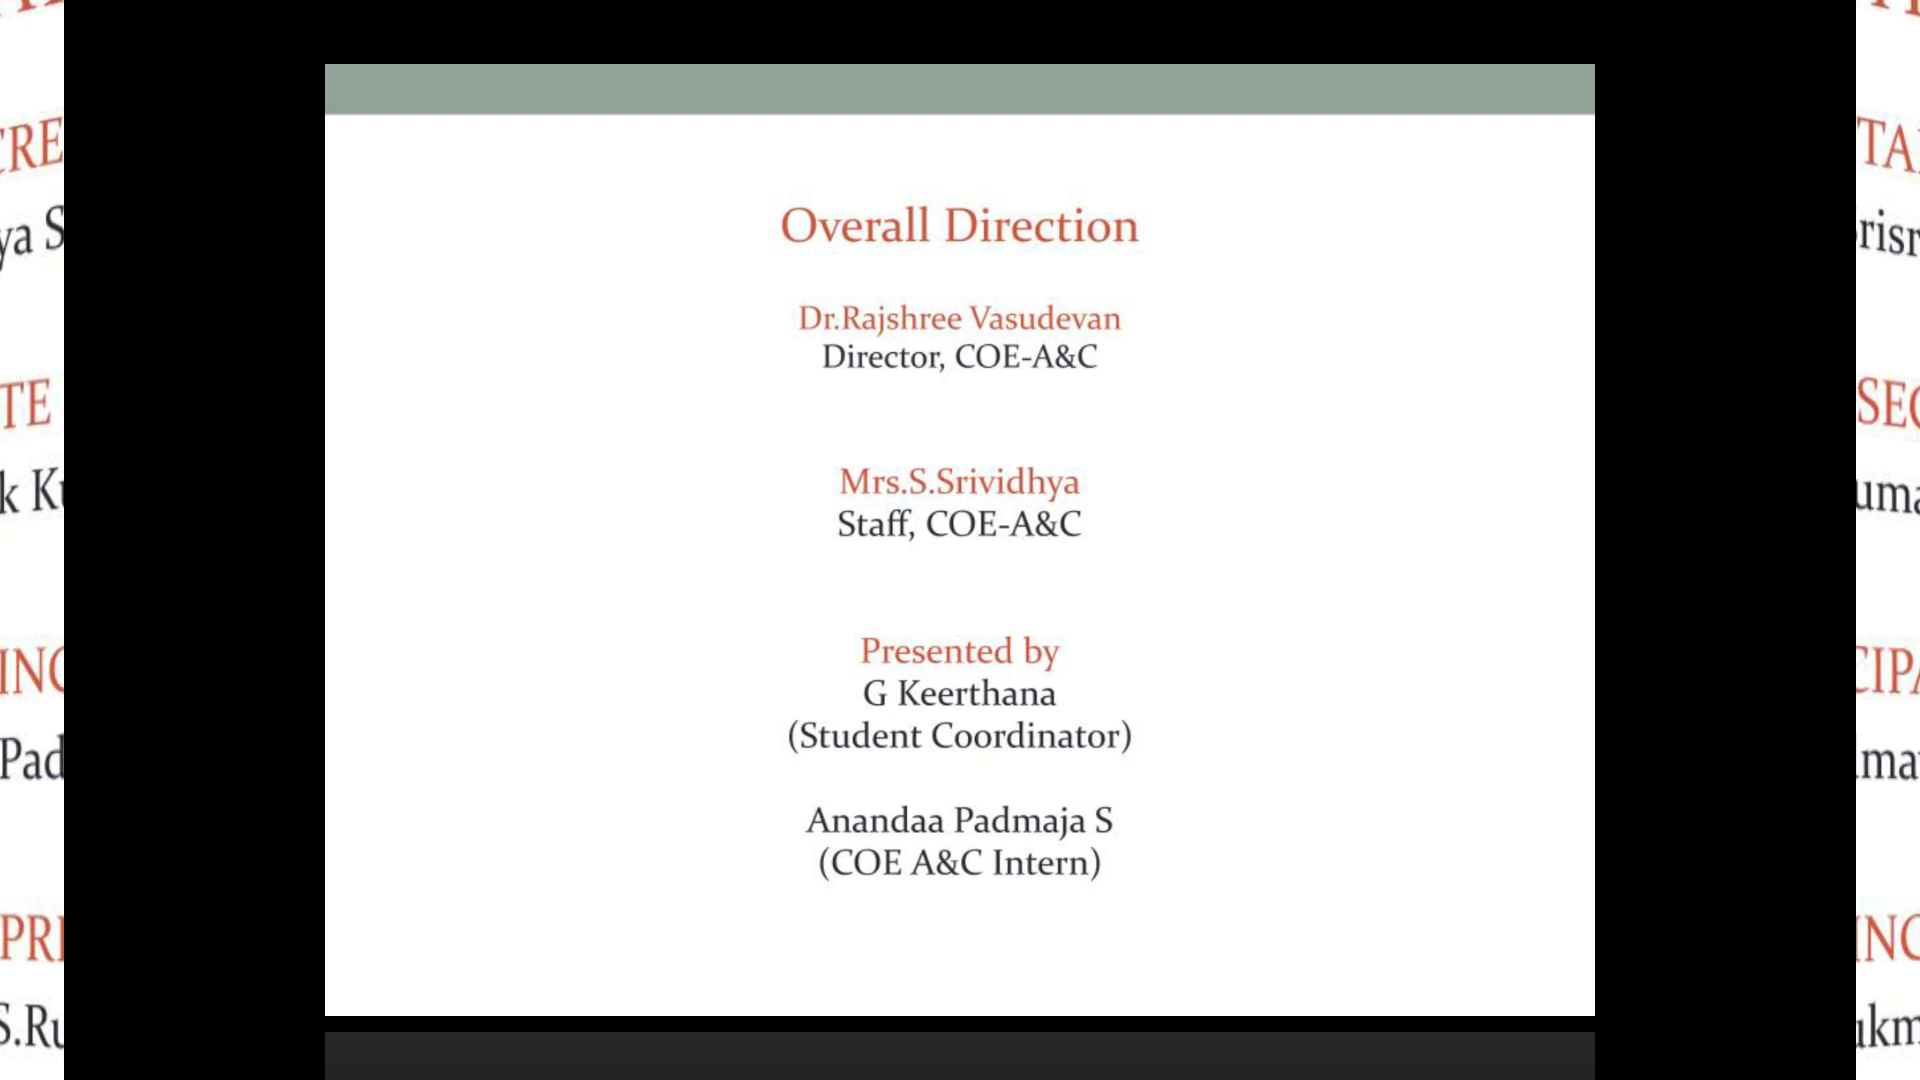 Overall Direction
Dr.Rajshree Vasudevan
Director, COE-A&C
Mrs.S.Srividhya
Staff, COE-A&C
Presented by
G Keerthana
(Student Coordinator)
Anandaa Padmaja S
(COE A&C Intern)